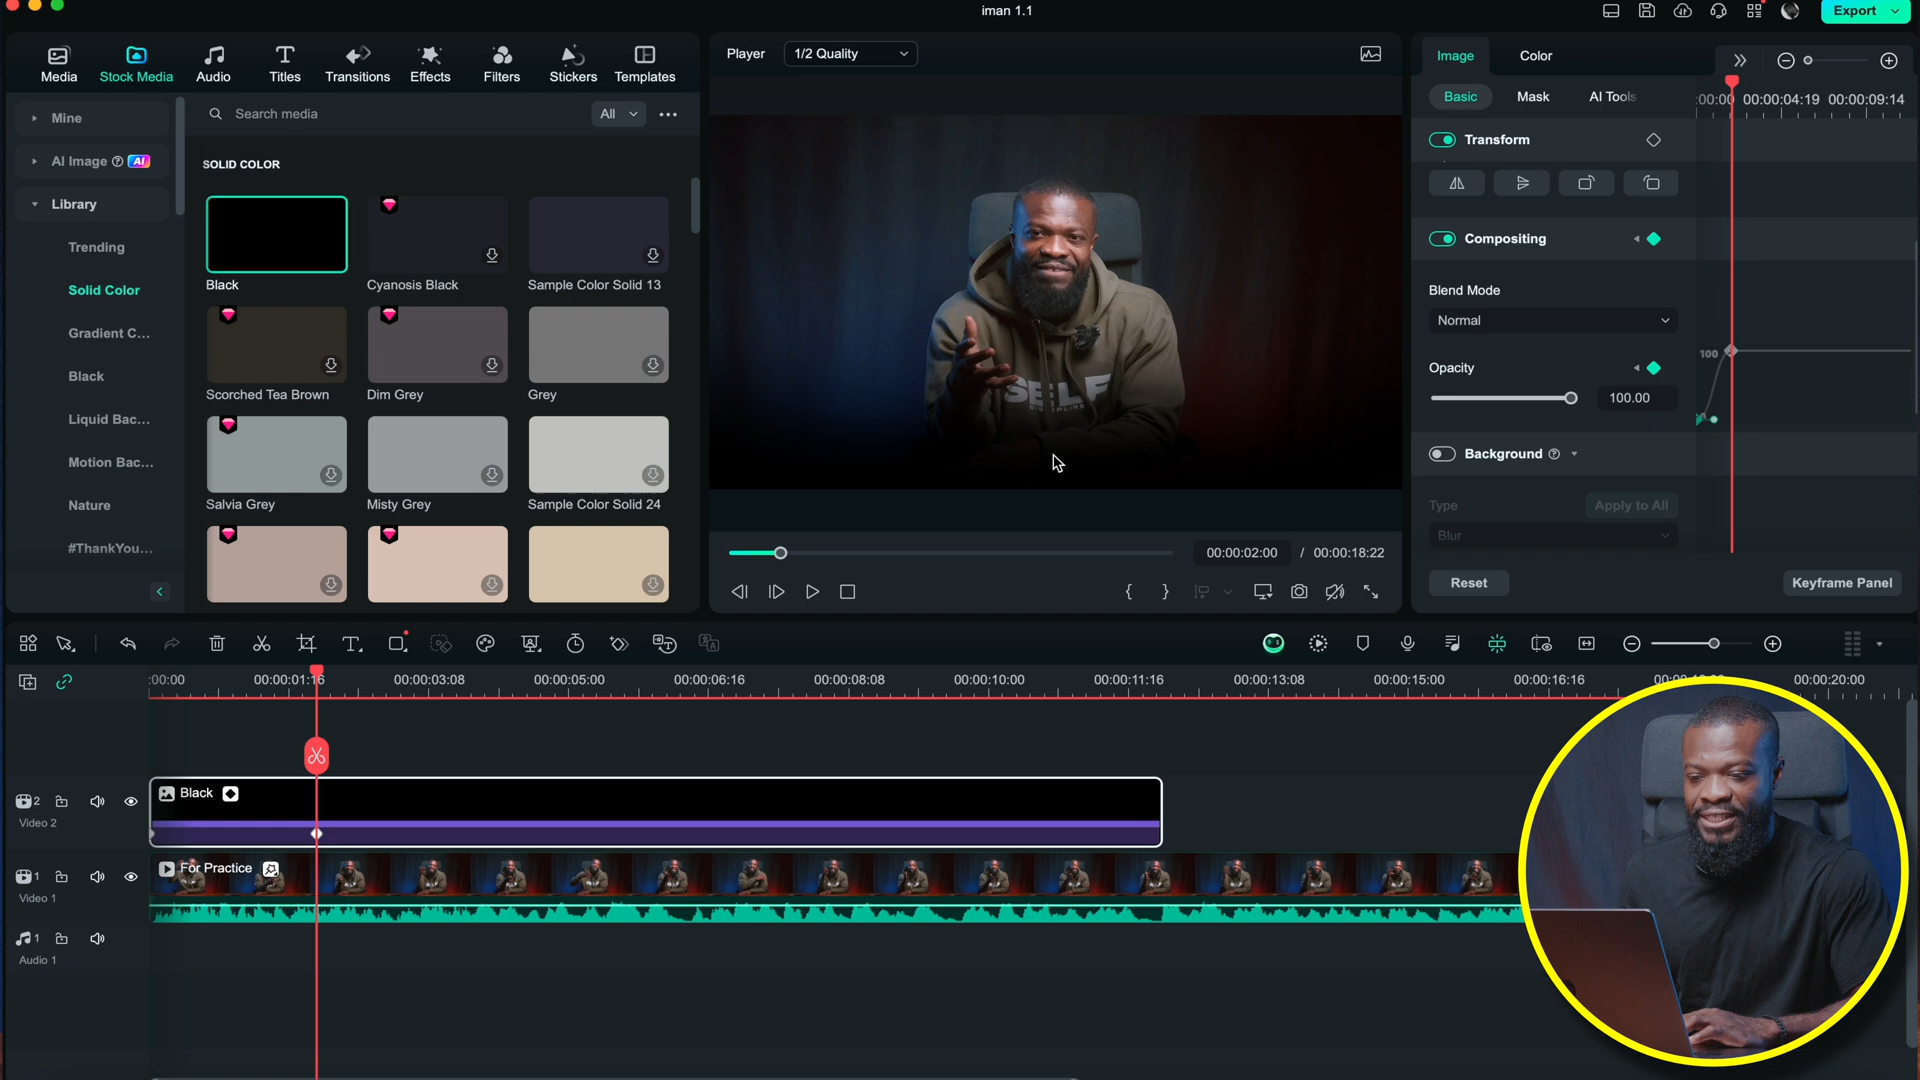 iman 1.1
Export
Media
Stock Media
Audio
Titles
Transitions
Effects
Filters
Stickers
Templates
Player
1/2 Quality
Image
Color
Basic
Mask
AI Tools
00:00:04:19
00:00:09:14
Mine
AI Image
AI
Library
Trending
Solid Color
Gradient C...
Black
Liquid Bac...
Motion Bac...
Nature
#ThankYou...
Search media
All
SOLID COLOR
Black
Cyanosis Black
Sample Color Solid 13
Scorched Tea Brown
Dim Grey
Grey
Salvia Grey
Misty Grey
Sample Color Solid 24
SELF
DISCIPLINE
00:00:02:00 / 00:00:18:22
Transform
Compositing
Blend Mode
Normal
Opacity
100.00
100
Background
Type
Apply to All
Blur
Reset
Keyframe Panel
:00:00
00:00:01:16
00:00:03:08
00:00:05:00
00:00:06:16
00:00:08:08
00:00:10:00
00:00:11:16
00:00:13:08
00:00:15:00
00:00:16:16
00:00:20:00
Black
2
Video 2
For Practice
1
Video 1
1
Audio 1